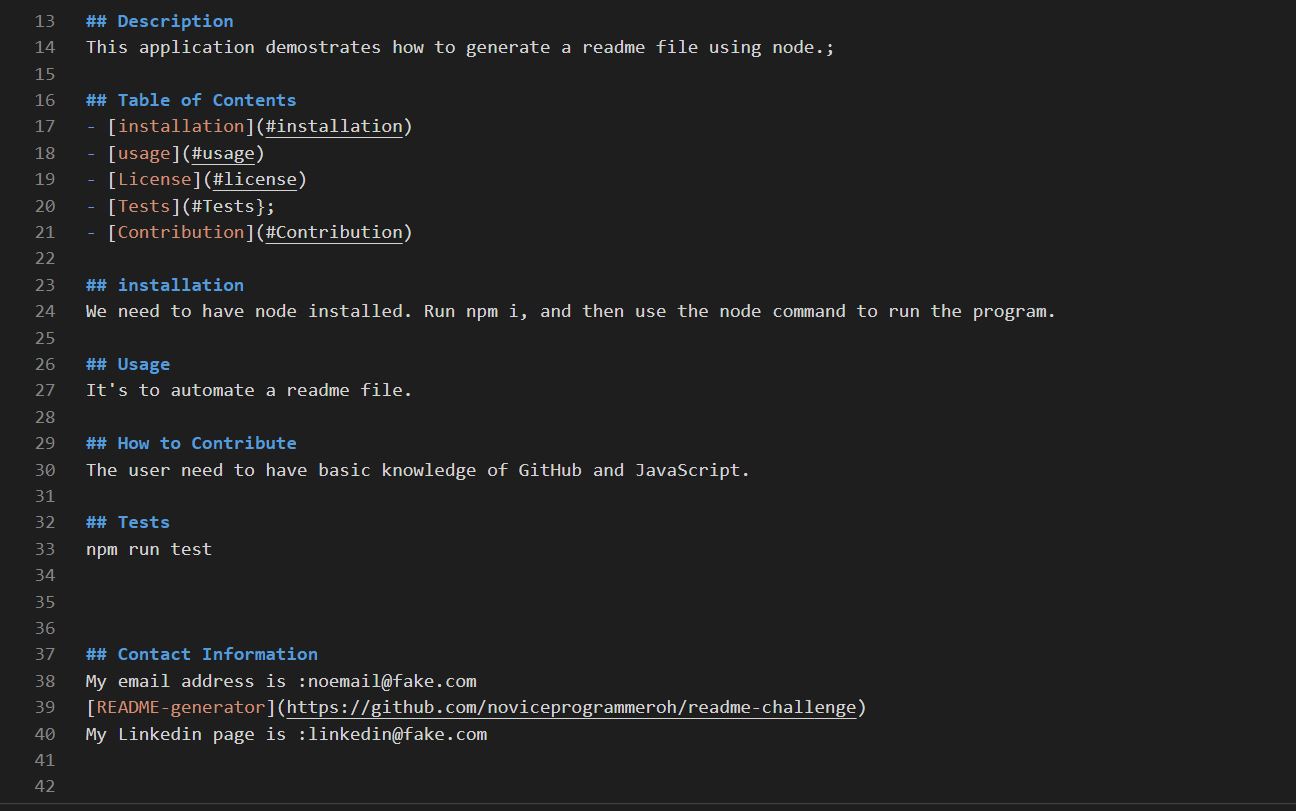 13 ## Description
14 This application demostrates how to generate a readme file using node.;
15
16 ## Table of Contents
17 - [installation](#installation)
18 - [usage](#usage)
19 - [License](#license)
20 - [Tests](#Tests};
21 - [Contribution](#Contribution)
22
23 ## installation
24 We need to have node installed. Run npm i, and then use the node command to run the program.
25
26 ## Usage
27 It's to automate a readme file.
28
29 ## How to Contribute
30 The user need to have basic knowledge of GitHub and JavaScript.
31
32 ## Tests
33 npm run test
34
35
36
37 ## Contact Information
38 My email address is :noemail@fake.com
39 [README-generator](https://github.com/noviceprogrammeroh/readme-challenge)
40 My Linkedin page is :linkedin@fake.com
41
42